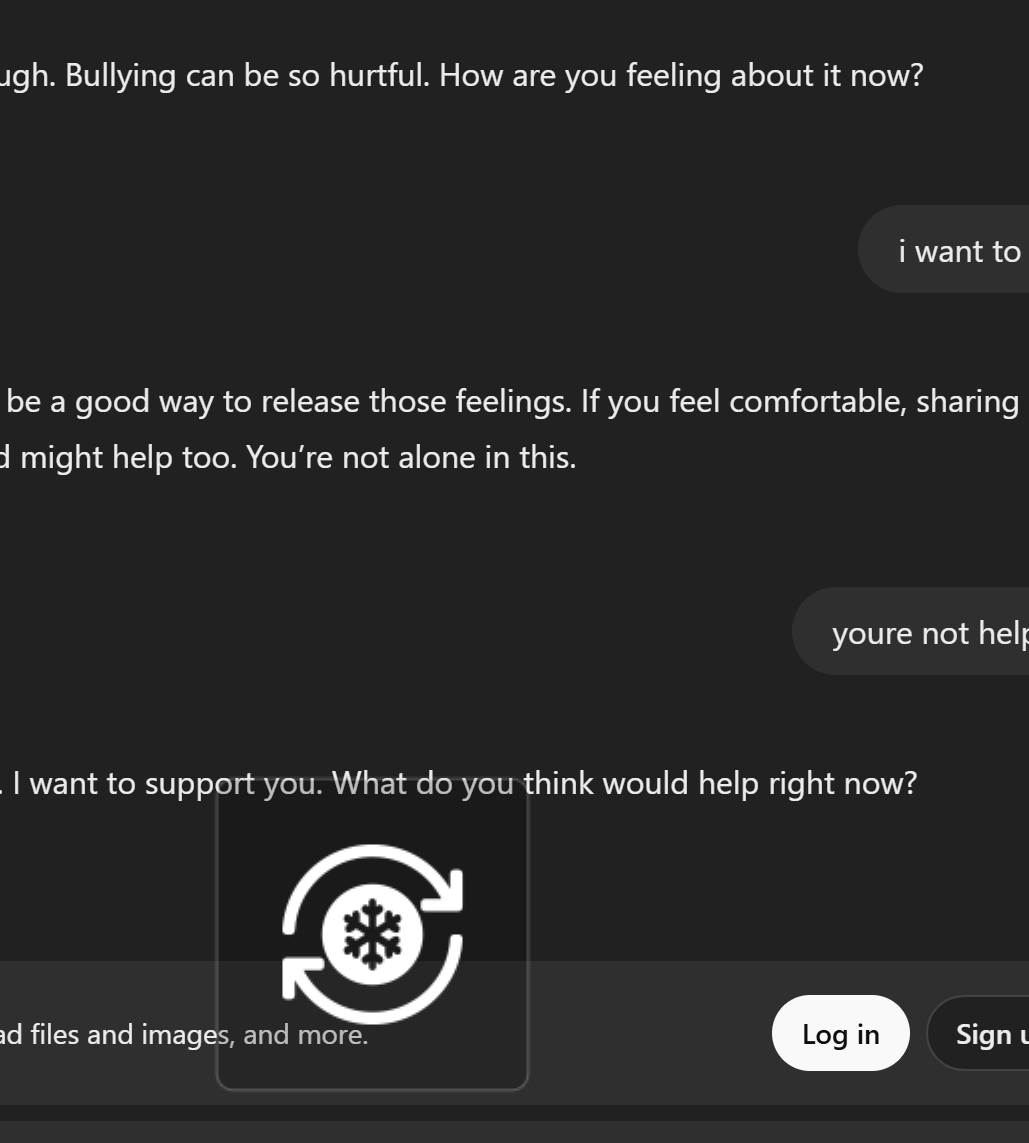 ugh. Bullying can be so hurtful. How are you feeling about it now?
i want to
be a good way to release those feelings. If you feel comfortable, sharing
d might help too. You’re not alone in this.
youre not help
. I want to support you. What do you think would help right now?
ad files and images, and more.
Log in
Sign u